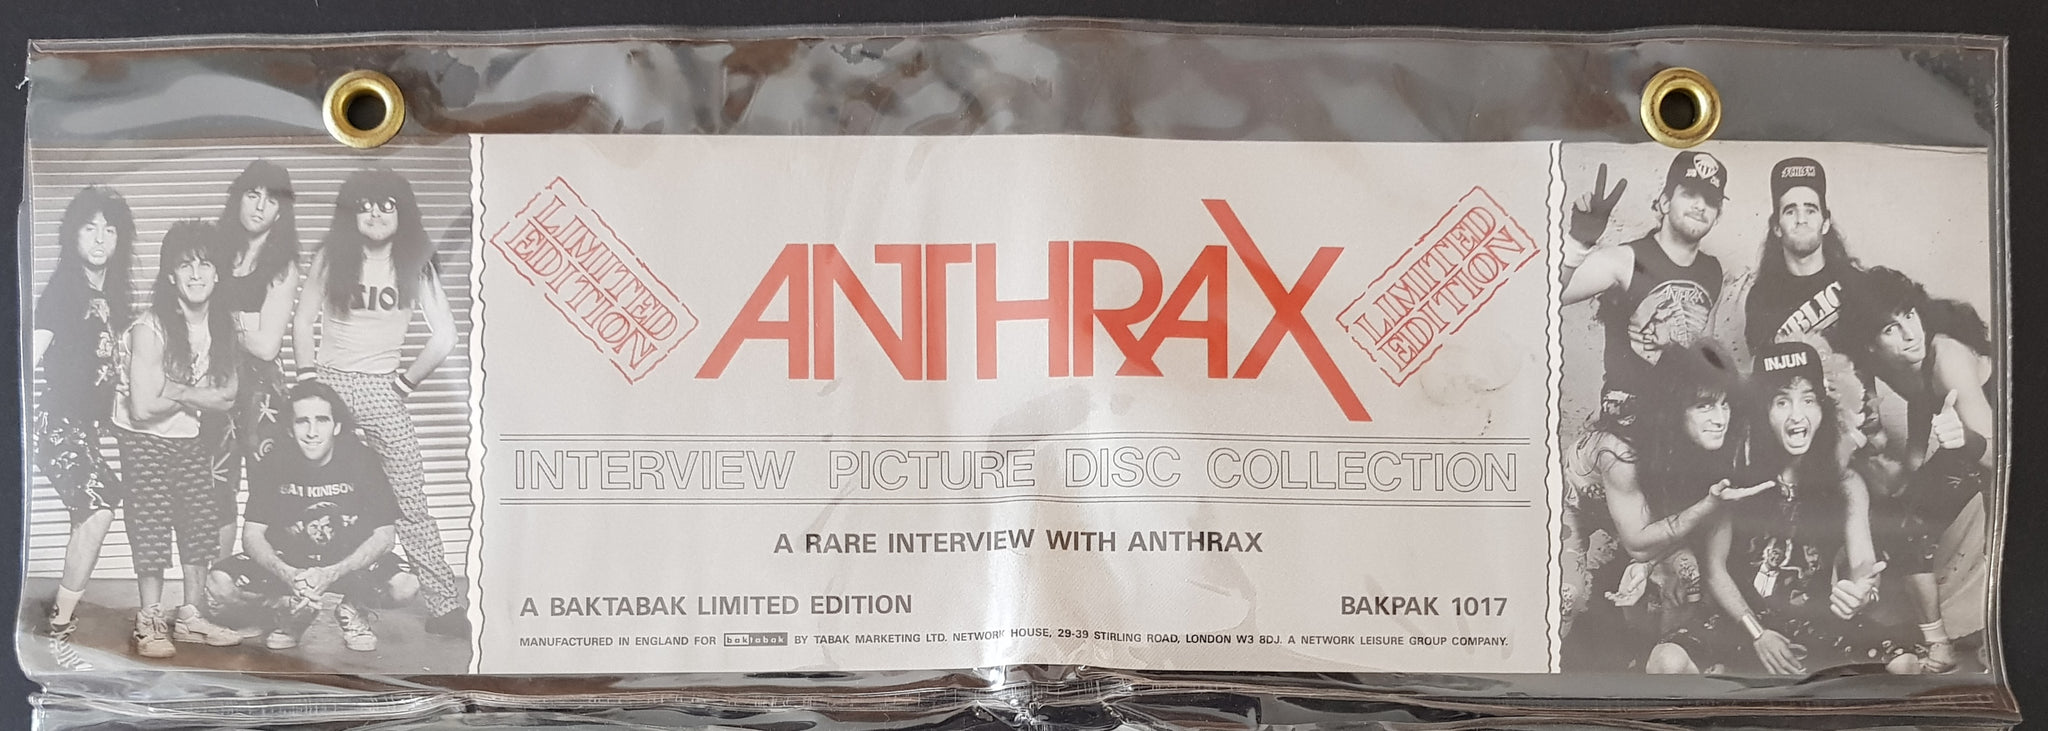 LIMITED
EDITION
ANTHRAX
LIMITED
EDITION
INTERVIEW PICTURE DISC COLLECTION
A RARE INTERVIEW WITH ANTHRAX
A BAKTABAK LIMITED EDITION
BAKPAK 1017
MANUFACTURED IN ENGLAND FOR baktabak BY TABAK MARKETING LTD. NETWORK HOUSE, 29-39 STIRLING ROAD, LONDON W3 8DJ. A NETWORK LEISURE GROUP COMPANY.
KINISON
ANTHRAX
INJUN